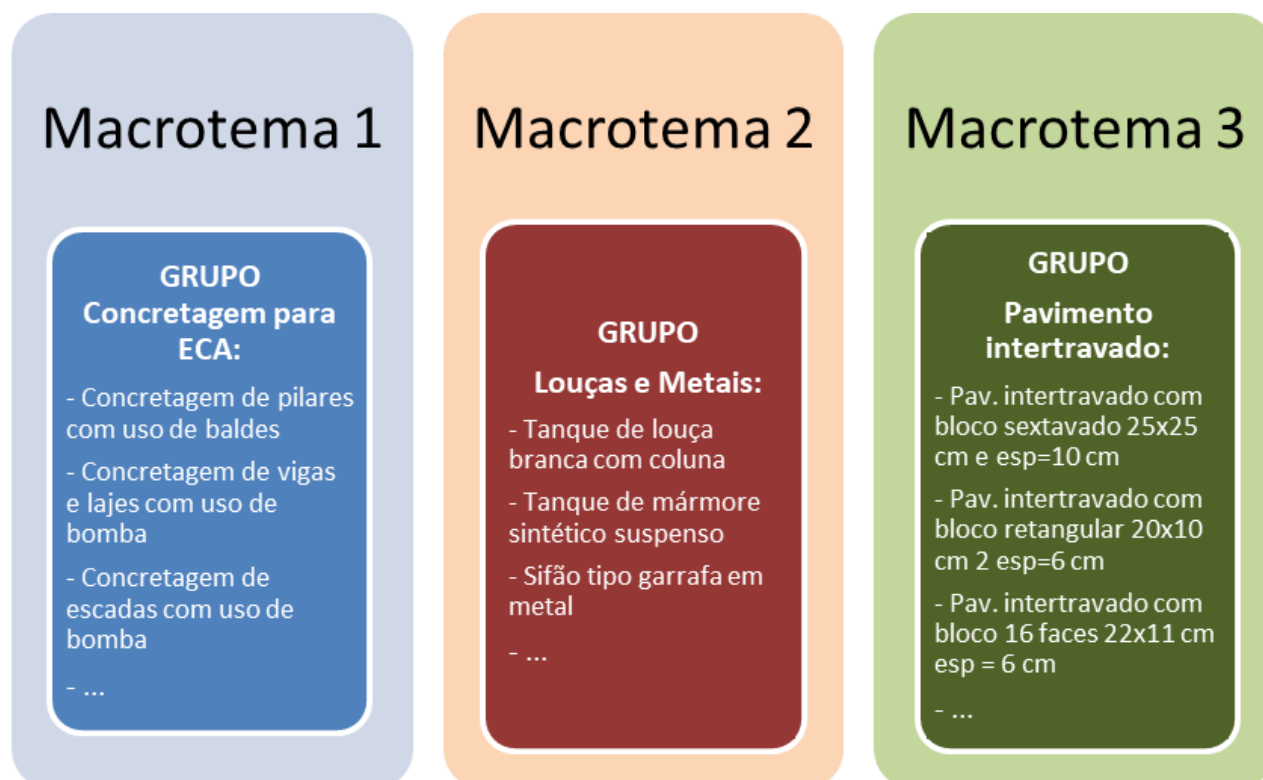 Macrotema 1
GRUPO
Concretagem para
ECA:
- Concretagem de pilares
com uso de baldes
- Concretagem de vigas
e lajes com uso de
bomba
- Concretagem de
escadas com uso de
bomba
- ...
Macrotema 2
GRUPO
Louças e Metais:
- Tanque de louça
branca com coluna
- Tanque de mármore
sintético suspenso
- Sifão tipo garrafa em
metal
- ...
Macrotema 3
GRUPO
Pavimento
intertravado:
- Pav. intertravado com
bloco sextavado 25x25
cm e esp=10 cm
- Pav. intertravado com
bloco retangular 20x10
cm 2 esp=6 cm
- Pav. intertravado com
bloco 16 faces 22x11 cm
esp = 6 cm
- ...